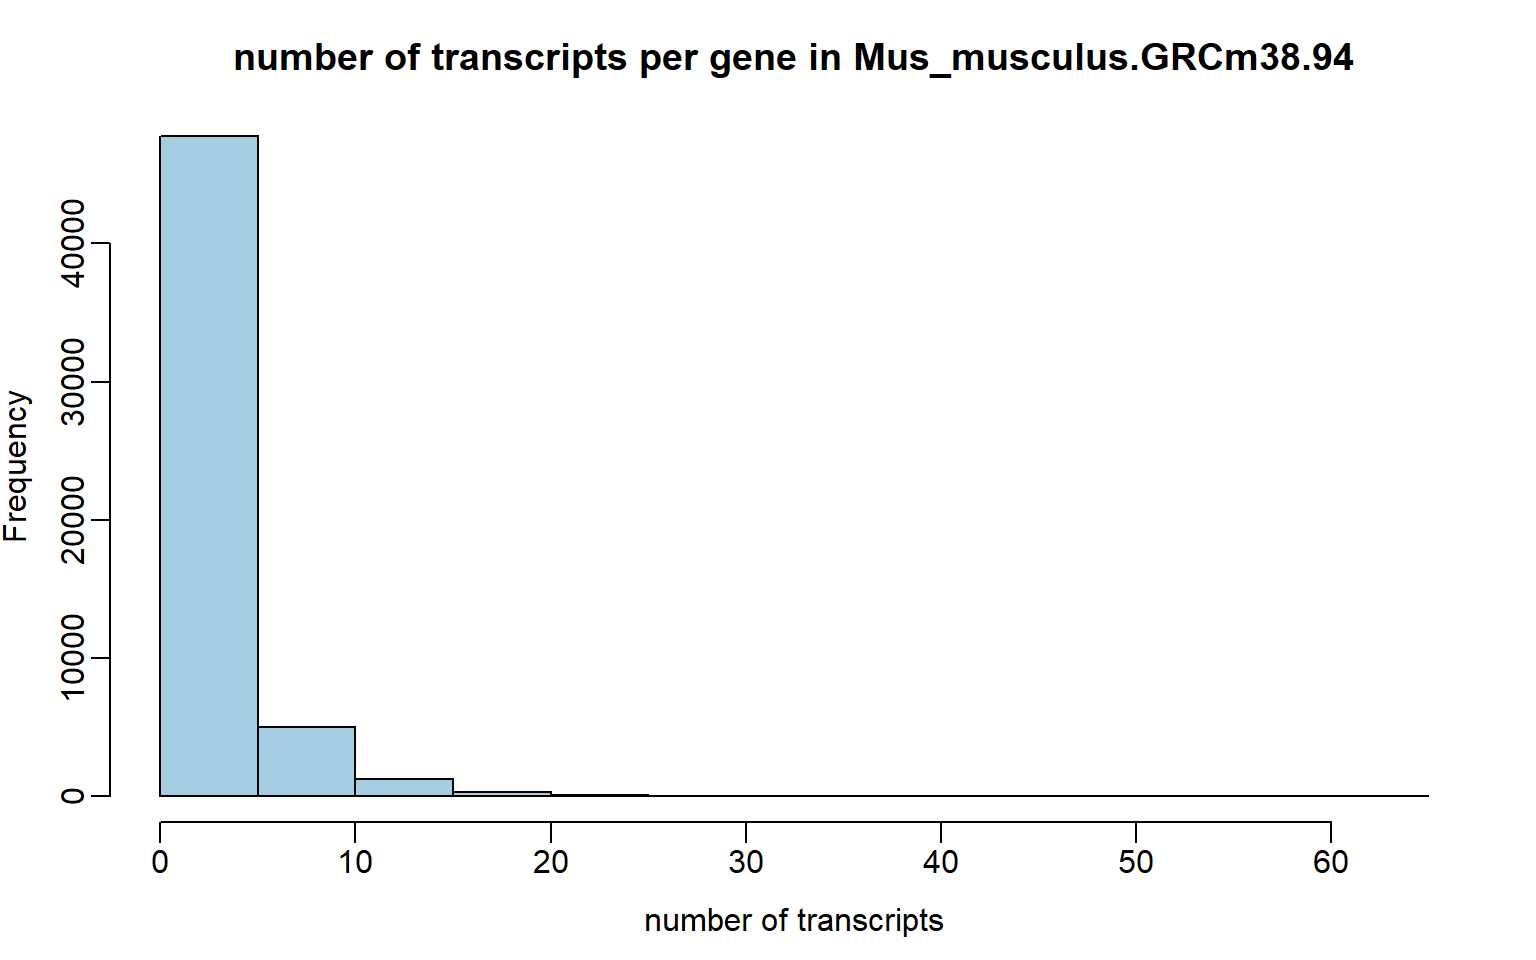 number of transcripts per gene in Mus_musculus.GRCm38.94
Frequency
40000
30000
20000
10000
0
0 10 20 30 40 50 60
number of transcripts